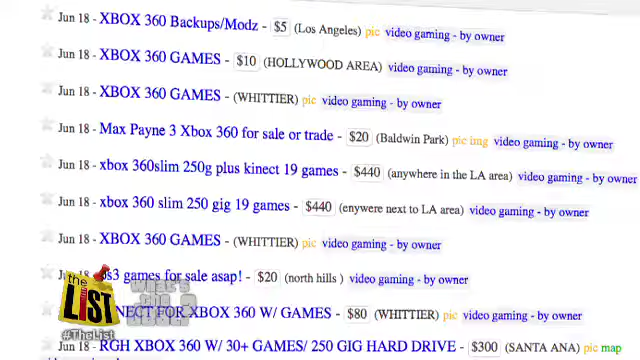 Jun 18 - XBOX 360 Backups/Modz - $5 (Los Angeles) pic video gaming - by owner
Jun 18 - XBOX 360 GAMES - $10 (HOLLYWOOD AREA) video gaming - by owner
Jun 18 - XBOX 360 GAMES - (WHITTIER) pic video gaming - by owner
Jun 18 - Max Payne 3 Xbox 360 for sale or trade - $20 (Baldwin Park) pic img video gaming - by owner
Jun 18 - xbox 360slim 250g plus kinect 19 games - $440 (anywhere in the LA area) video gaming - by owner
Jun 18 - xbox 360 slim 250 gig 19 games - $440 (enywere next to LA area) video gaming - by owner
Jun 18 - XBOX 360 GAMES - (WHITTIER) pic video gaming - by owner
Jun 18 - ps3 games for sale asap! - $20 (north hills ) video gaming - by owner
NECT FOR XBOX 360 W/ GAMES - $80 (WHITTIER) pic video gaming - by owner
Jun 18 - RGH XBOX 360 W/ 30+ GAMES/ 250 GIG HARD DRIVE - $300 (SANTA ANA) pic map
the LIST
#TheList
WHAT'S THE DEAL?